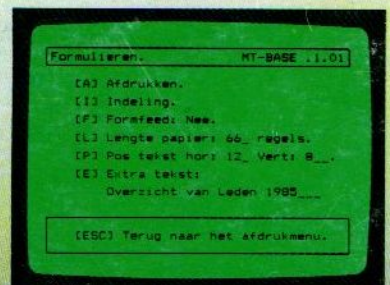 Formulieren. MT-BASE .1.01
[A] Afdrukken.
[I] Indeling.
[F] Formfeed: Nee.
[L] Lengte papier: 66_ regels.
[P] Pos tekst hor: 12_ Vert: 8__.
[E] Extra tekst:
Overzicht van Leden 1985___
[ESC] Terug naar het afdrukmenu.